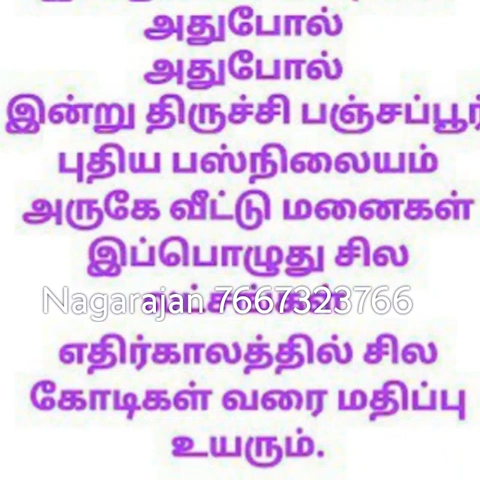 அதுபோல்
அதுபோல்
இன்று திருச்சி பஞ்சப்பூர்
புதிய பஸ்நிலையம்
அருகே வீட்டு மனைகள்
இப்பொழுது சில
Nagarajan.7667323766
எதிர்காலத்தில் சில
கோடிகள் வரை மதிப்பு
உயரும்.